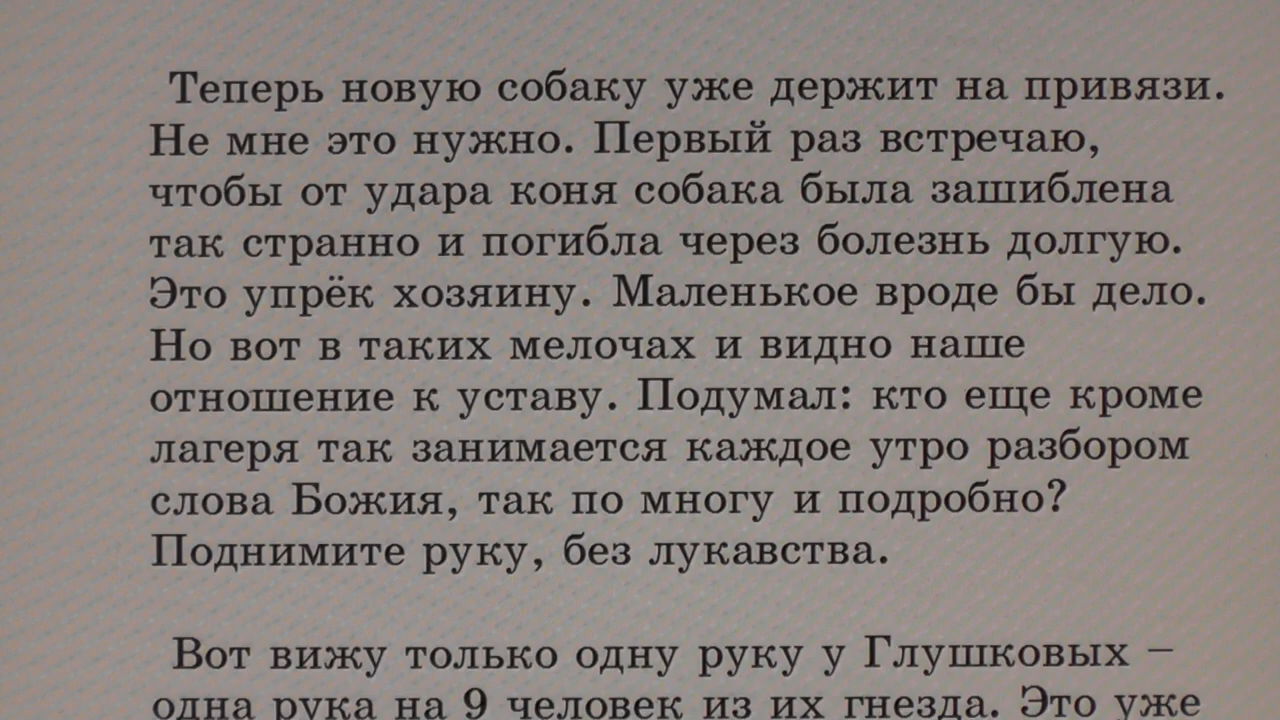 Теперь новую собаку уже держит на привязи.
Не мне это нужно. Первый раз встречаю,
чтобы от удара коня собака была зашиблена
так странно и погибла через болезнь долгую.
Это упрёк хозяину. Маленькое вроде бы дело.
Но вот в таких мелочах и видно наше
отношение к уставу. Подумал: кто еще кроме
лагеря так занимается каждое утро разбором
слова Божия, так по многу и подробно?
Поднимите руку, без лукавства.
Вот вижу только одну руку у Глушковых –
одна рука на 9 человек из их гнезда. Это уже